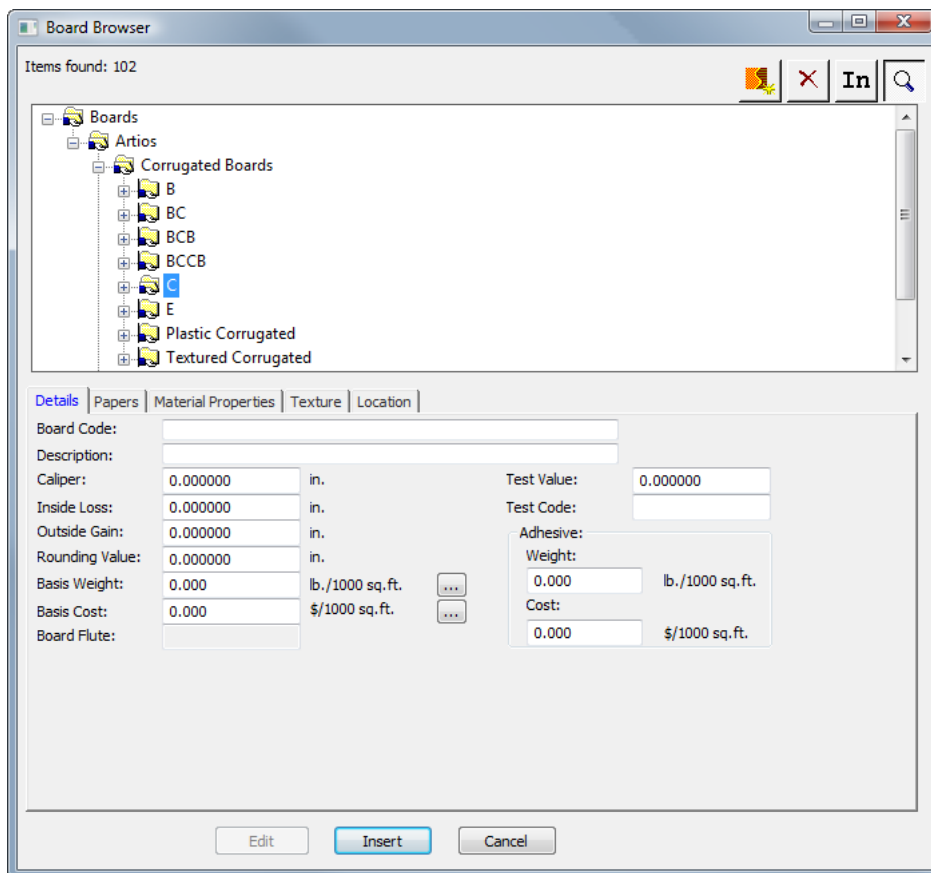 Board Browser
Items found: 102
In
Boards
Artios
Corrugated Boards
B
BC
BCB
BCCB
C
E
Plastic Corrugated
Textured Corrugated
Details Papers Material Properties Texture Location
Board Code:
Description:
Caliper: 0.000000 in. Test Value: 0.000000
Inside Loss: 0.000000 in. Test Code:
Outside Gain: 0.000000 in. Adhesive:
Rounding Value: 0.000000 in. Weight:
Basis Weight: 0.000 lb./1000 sq.ft. ... 0.000 lb./1000 sq.ft.
Basis Cost: 0.000 $/1000 sq.ft. ... Cost:
Board Flute: 0.000 $/1000 sq.ft.
Edit Insert Cancel